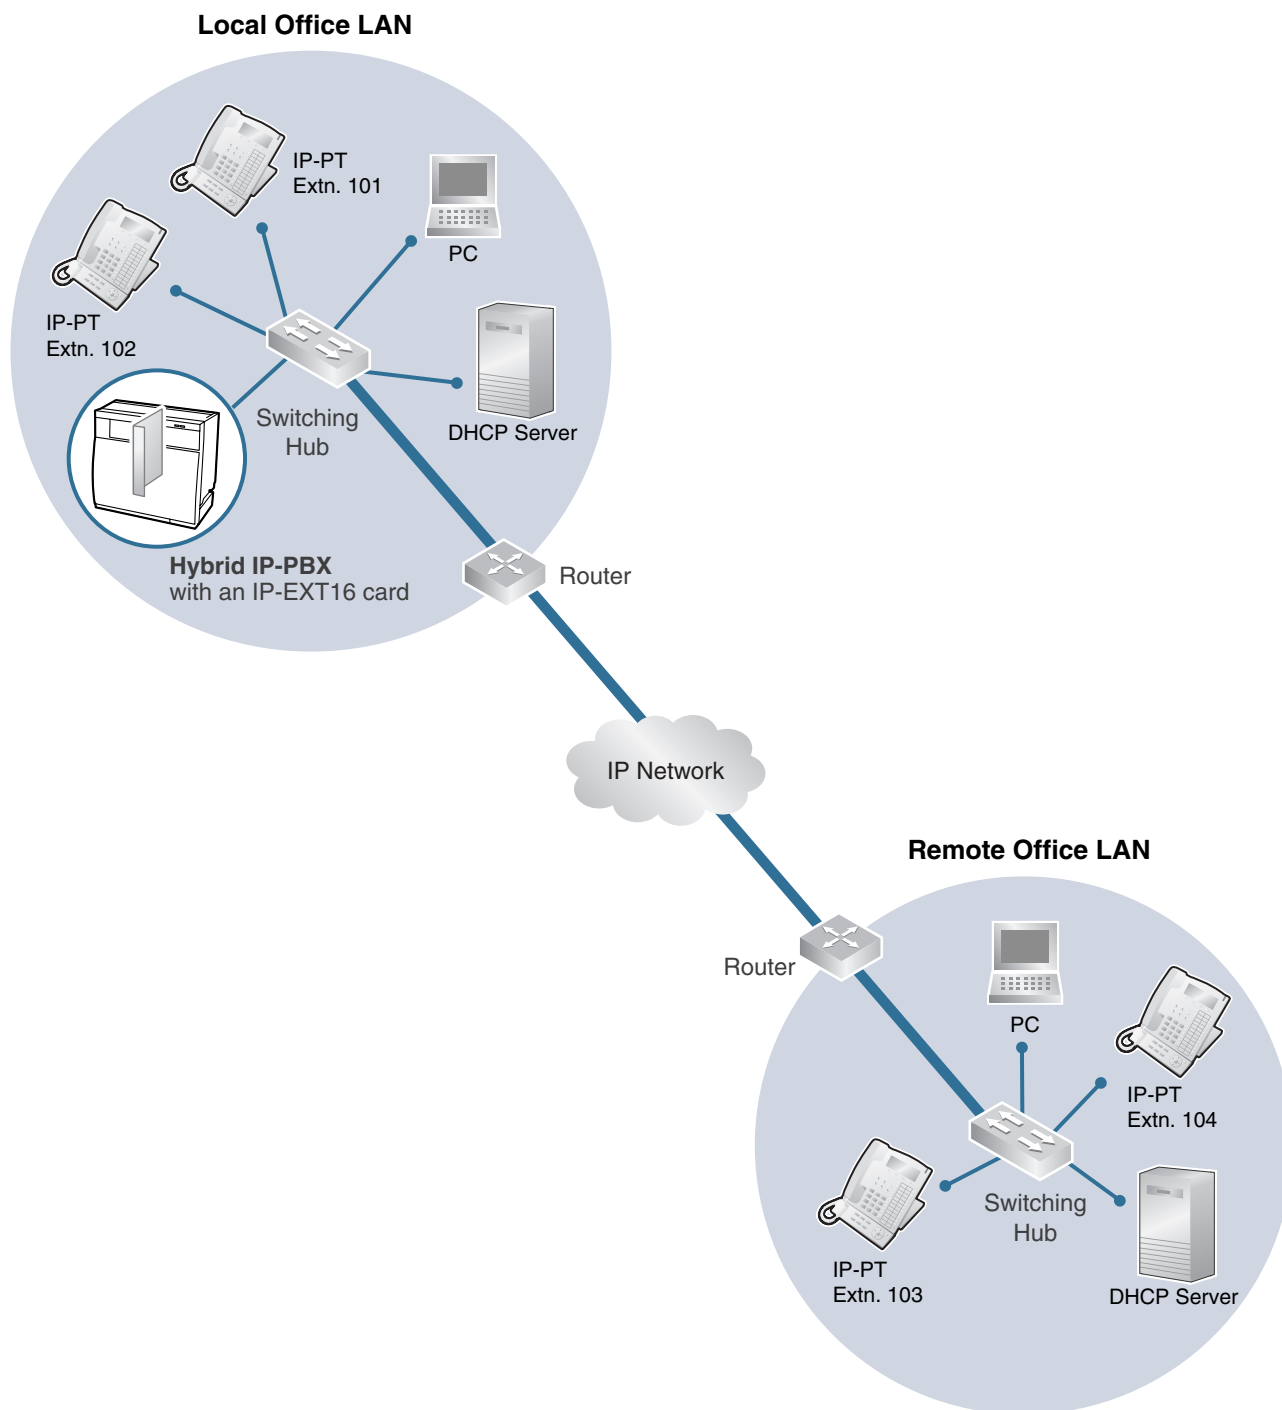 Local Office LAN
IP-PT
Extn. 101
PC
IP-PT
Extn. 102
Switching
Hub
DHCP Server
Hybrid IP-PBX
with an IP-EXT16 card
Router
IP Network
Remote Office LAN
Router
PC
IP-PT
Extn. 104
Switching
Hub
IP-PT
Extn. 103
DHCP Server